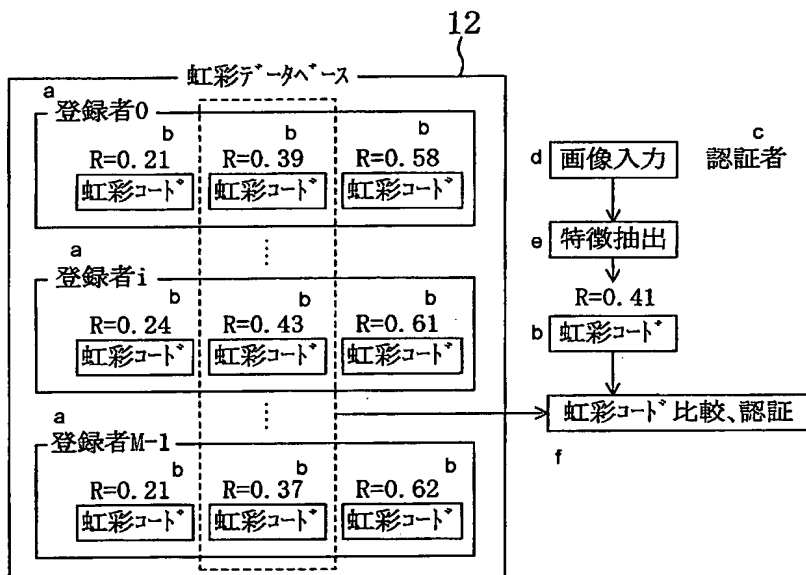 12
虹彩ﾃﾞｰﾀﾍﾞｰｽ
a
登録者0
b b b
R=0.21 R=0.39 R=0.58
虹彩ｺｰﾄﾞ 虹彩ｺｰﾄﾞ 虹彩ｺｰﾄﾞ
a
登録者i
b b b
R=0.24 R=0.43 R=0.61
虹彩ｺｰﾄﾞ 虹彩ｺｰﾄﾞ 虹彩ｺｰﾄﾞ
a
登録者M-1
b b b
R=0.21 R=0.37 R=0.62
虹彩ｺｰﾄﾞ 虹彩ｺｰﾄﾞ 虹彩ｺｰﾄﾞ
c
d 画像入力 認証者
e 特徴抽出
R=0.41
b 虹彩ｺｰﾄﾞ
虹彩ｺｰﾄﾞ比較、認証
f